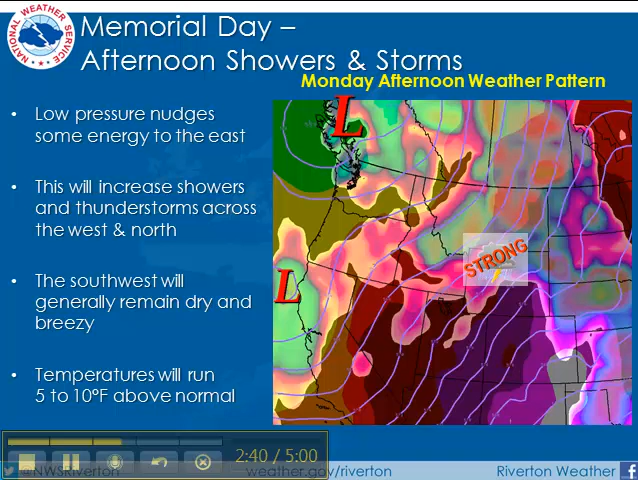 NATIONAL WEATHER SERVICE
Memorial Day –
Afternoon Showers & Storms
Monday Afternoon Weather Pattern
• Low pressure nudges
some energy to the east
• This will increase showers
and thunderstorms across
the west & north
• The southwest will
generally remain dry and
breezy
• Temperatures will run
5 to 10°F above normal
L
L
STRONG
2:40 / 5:00
@NWSRiverton
weather.gov/riverton
Riverton Weather